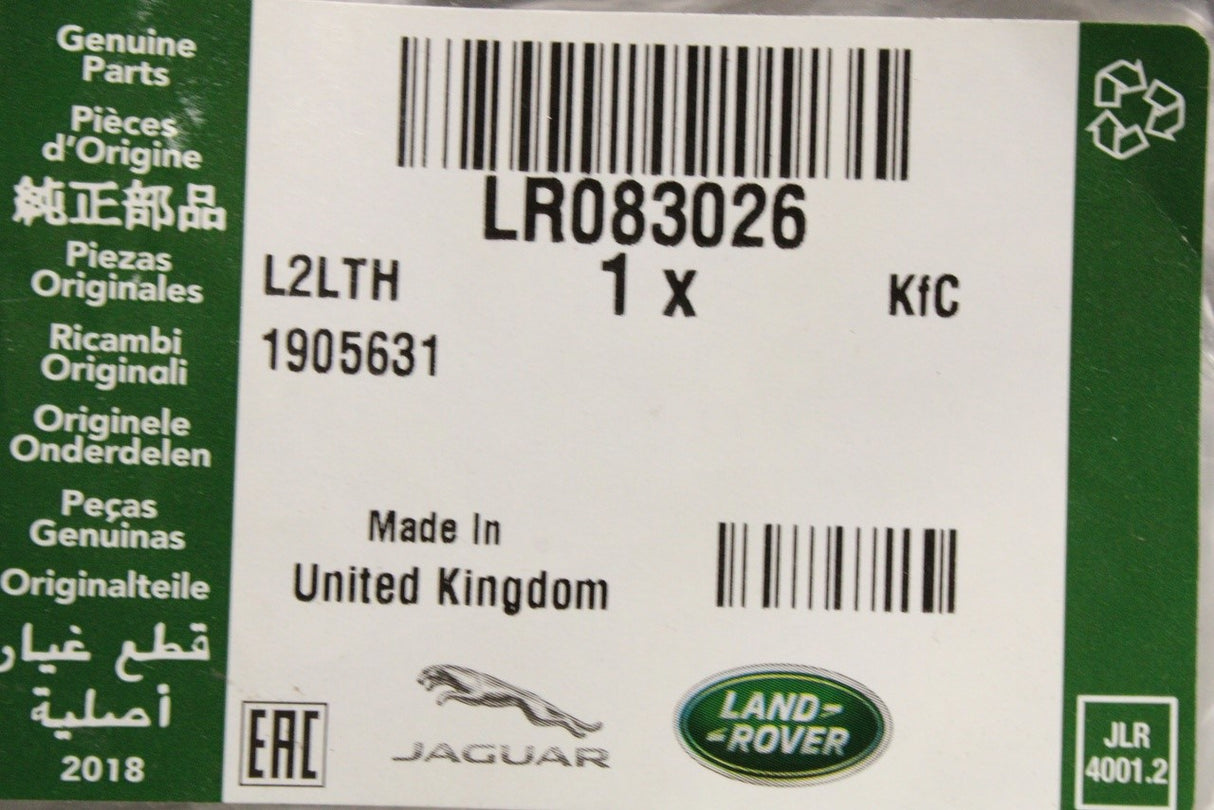 Genuine
Parts
Pièces
d'Origine
純正部品
Piezas
Originales
Ricambi
Originali
Originele
Onderdelen
Peças
Genuinas
Originalteile
قطع غيار
أصلية
2018
LR083026
L2LTH
1 x
KfC
1905631
Made In
United Kingdom
EAC
JAGUAR
LAND-
-ROVER
JLR
4001.2